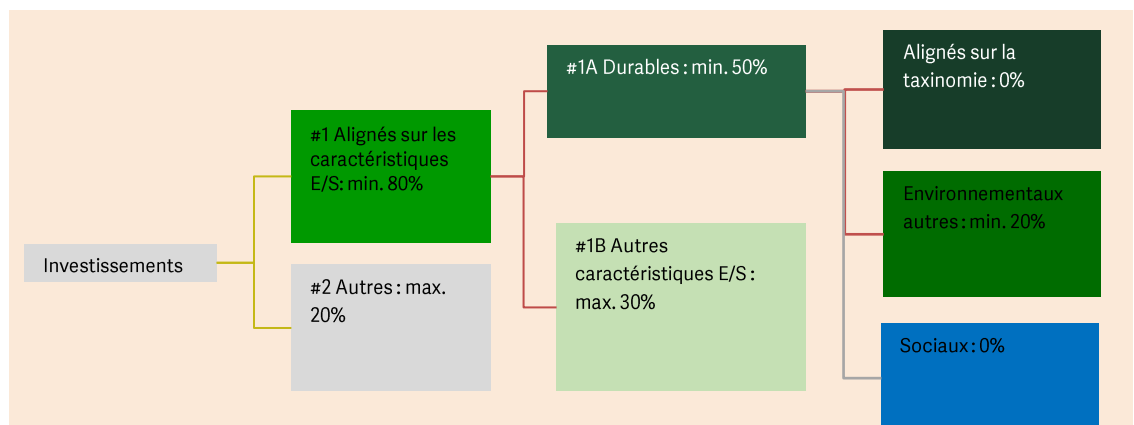 Investissements
#1 Alignés sur les
caractéristiques
E/S: min. 80%
#2 Autres : max.
20%
#1A Durables : min. 50%
#1B Autres
caractéristiques E/S :
max. 30%
Alignés sur la
taxinomie : 0%
Environnementaux
autres : min. 20%
Sociaux : 0%